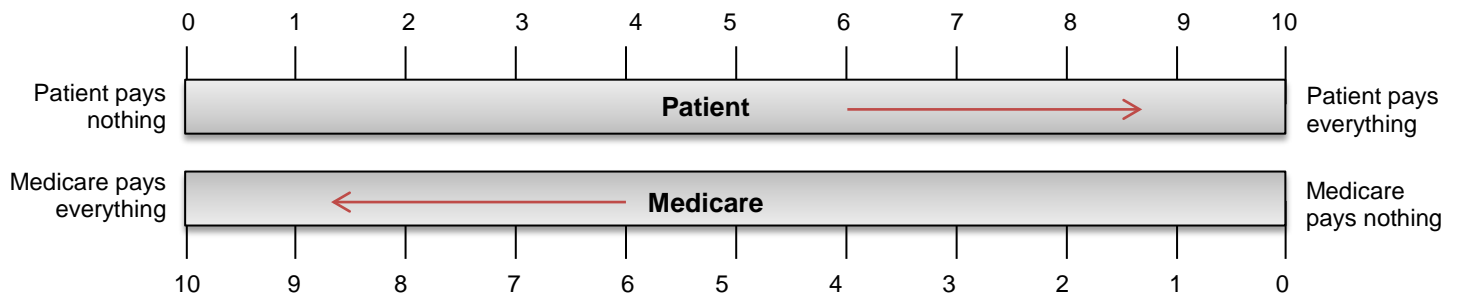 0 1 2 3 4 5 6 7 8 9 10
Patient pays
nothing
Patient
Patient pays
everything
Medicare pays
everything
Medicare
Medicare
pays nothing
10 9 8 7 6 5 4 3 2 1 0